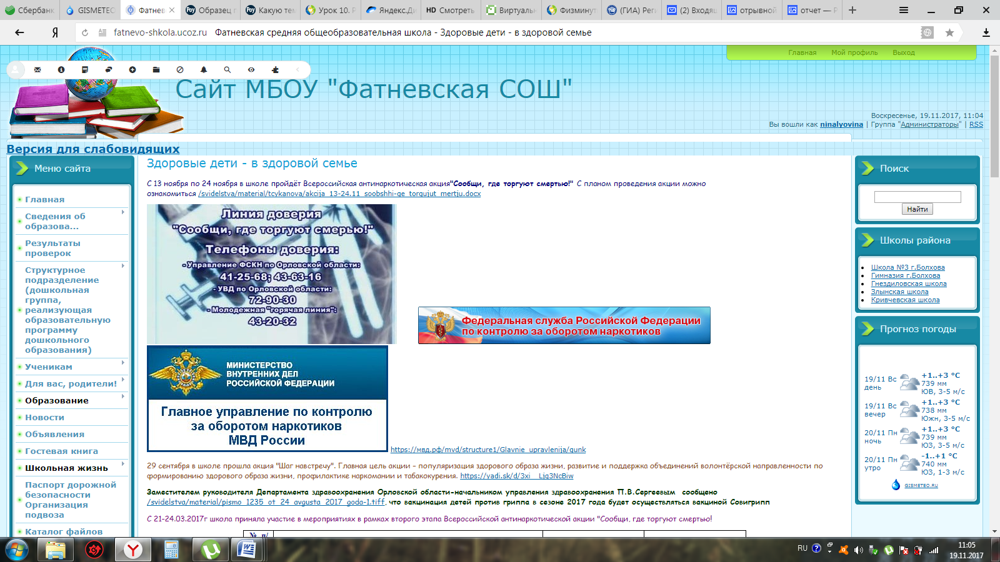 Сбербанк
GISMETEO
Фатнев
Образец г
Какую тем
Урок 10. Р
Яндекс.Ди
HD Смотреть
Виртуаль
Физминут
(ГИА) Реги
(2) Входящ
отрывной
отчет — Р
fatnevo-shkola.ucoz.ru Фатневская средняя общеобразовательная школа - Здоровые дети - в здоровой семье
Главная Мой профиль Выход
Сайт МБОУ "Фатневская СОШ"
Воскресенье, 19.11.2017, 11:04
Вы вошли как ninalyovina | Группа "Администраторы" | RSS
Версия для слабовидящих
Меню сайта
Главная
Сведения об
образова...
Результаты
проверок
Структурное
подразделение
(дошкольная
группа,
реализующая
образовательную
программу
дошкольного
образования)
Ученикам
Для вас, родители!
Образование
Новости
Объявления
Гостевая книга
Школьная жизнь
Паспорт дорожной
безопасности
Организация
подвоза
Каталог файлов
Здоровые дети - в здоровой семье
С 13 ноября по 24 ноября в школе пройдёт Всероссийская антинаркотическая акция"Сообщи, где торгуют смертью!" С планом проведения акции можно
ознакомиться /svidelstva/material/tcykanova/akcija_13-24.11_soobshhi-ge_torgujut_mertju.docx
Линия доверия
"Сообщи, где торгуют смерью!"
Телефоны доверия:
- Управление ФСКН по Орловской области:
41-25-68; 43-63-16
- УВД по Орловской области:
72-90-30
- Молодежная "горячая линия":
43-20-32
Федеральная служба Российской Федерации
по контролю за оборотом наркотиков
МИНИСТЕРСТВО
ВНУТРЕННИХ ДЕЛ
РОССИЙСКОЙ ФЕДЕРАЦИИ
Главное управление по контролю
за оборотом наркотиков
МВД России
https://мвд.рф/mvd/structure1/Glavnie_upravlenija/gunk
29 сентября в школе прошла акция "Шаг навстречу". Главная цель акции – популяризация здорового образа жизни, развитие и поддержка объединений волонтёрской направленности по
формированию здорового образа жизни, профилактике наркомании и табакокурения. https://yadi.sk/d/3xi__Ljg3NcBiw
Заместителем руководителя Департамента здравоохранения Орловской области-начальником управления здравоохранения П.В.Сергеевым сообщено
/svidelstva/material/pismo_1235_ot_24_avgusta_2017_goda-1.tiff, что вакцинация детей против гриппа в сезоне 2017 года будет осуществляться вакциной Совигрипп
С 21-24.03.2017г школа приняла участие в мероприятиях в рамках второго этапа Всероссийской антинаркотической акции "Сообщи, где торгуют смертью!
№ п/
Поиск
Найти
Школы района
Школа №3 г.Болхова
Гимназия г.Болхова
Гнездиловская школа
Злынская школа
Кривчевская школа
Прогноз погоды
19/11 Вс
день
+1..+3 °C
739 мм
ЮВ, 3-5 м/с
19/11 Вс
вечер
+1..+3 °C
738 мм
Южн, 3-5 м/с
20/11 Пн
ночь
+1..+3 °C
739 мм
ЮЗ, 3-5 м/с
20/11 Пн
утро
-1..+1 °C
740 мм
ЮЗ, 1-3 м/с
GISMETEO.RU
RU
11:05
19.11.2017